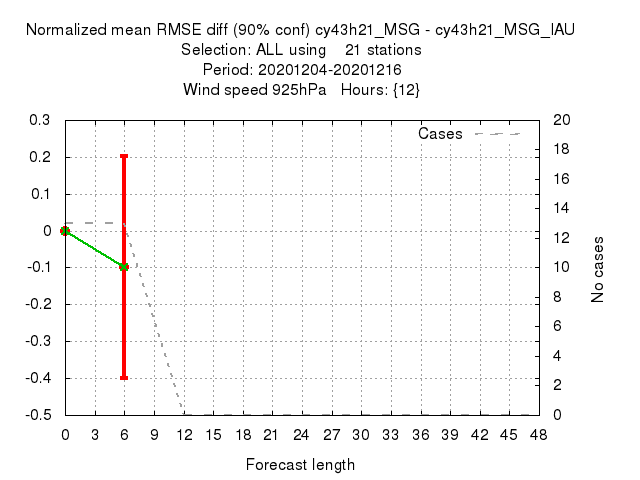 Normalized mean RMSE diff (90% conf) cy43h21_MSG - cy43h21_MSG_IAU
Selection: ALL using 21 stations
Period: 20201204-20201216
Wind speed 925hPa Hours: {12}
Cases
0.3
0.2
0.1
0
-0.1
-0.2
-0.3
-0.4
-0.5
20
18
16
14
12
10
8
6
4
2
0
No cases
0 3 6 9 12 15 18 21 24 27 30 33 36 39 42 45 48
Forecast length